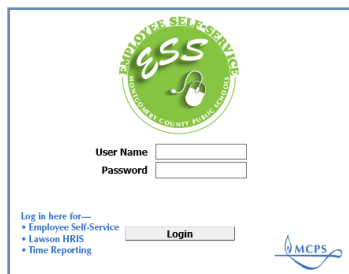 EMPLOYEE SELF-SERVICE
ESS
MONTGOMERY COUNTY PUBLIC SCHOOLS
User Name
Password
Log in here for—
• Employee Self-Service
• Lawson HRIS
• Time Reporting
Login
MCPS